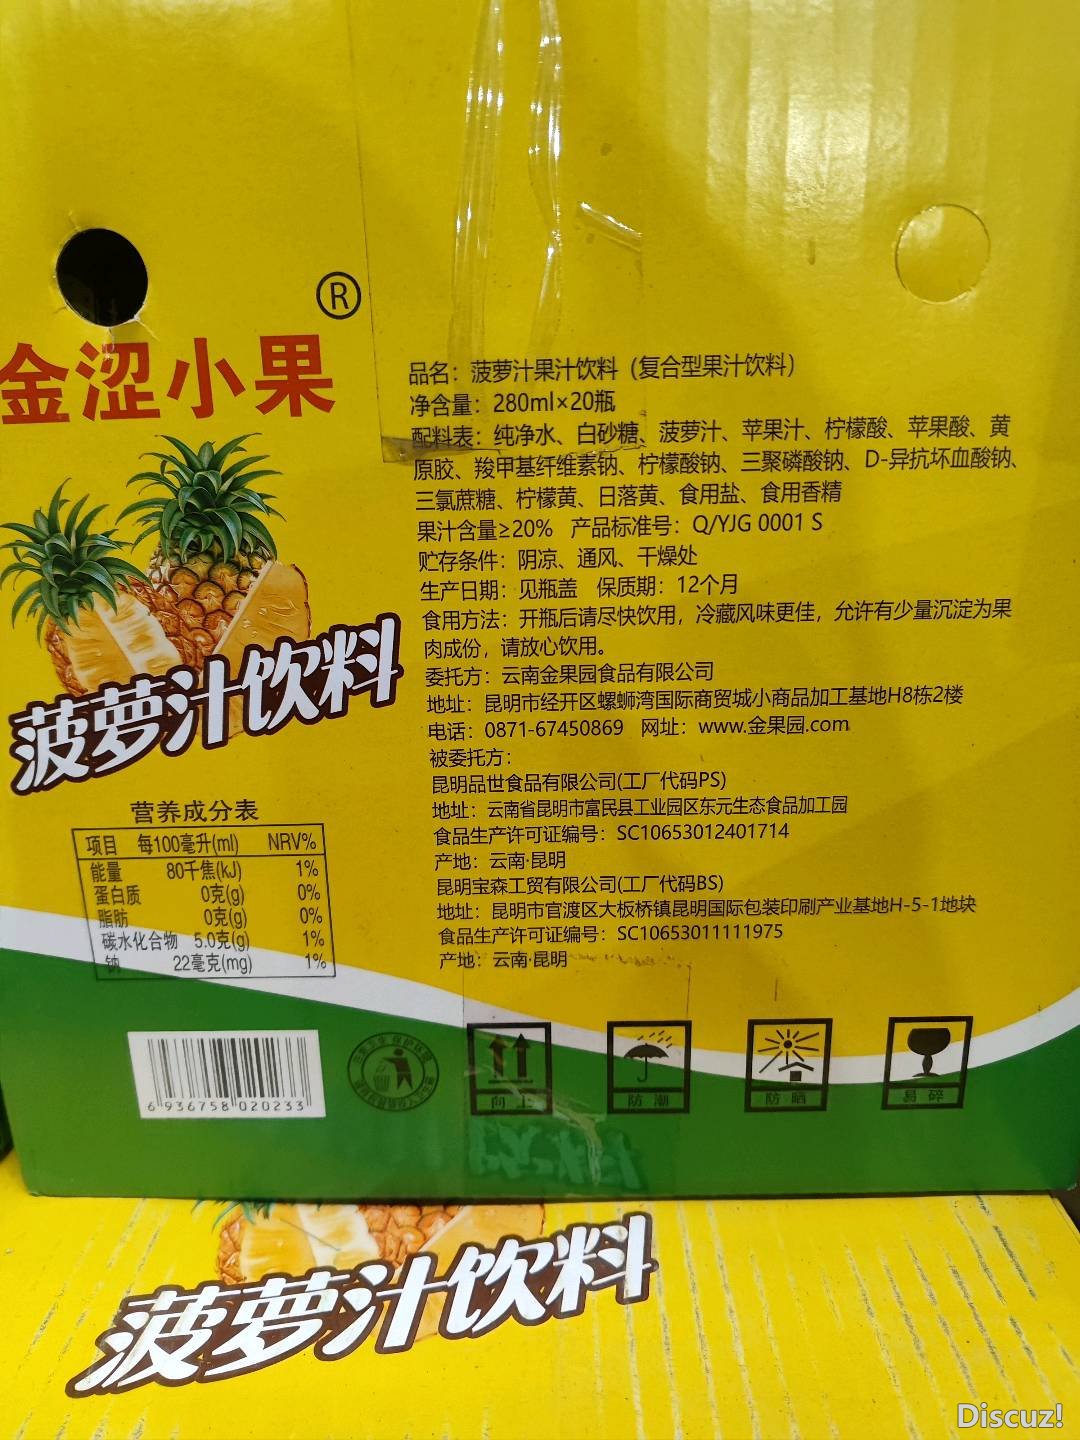 ®
金涩小果
菠萝汁饮料
品名：菠萝汁果汁饮料（复合型果汁饮料）
净含量：280ml×20瓶
配料表：纯净水、白砂糖、菠萝汁、苹果汁、柠檬酸、苹果酸、黄
原胶、羧甲基纤维素钠、柠檬酸钠、三聚磷酸钠、D-异抗坏血酸钠、
三氯蔗糖、柠檬黄、日落黄、食用盐、食用香精
果汁含量≥20% 产品标准号：Q/YJG 0001 S
贮存条件：阴凉、通风、干燥处
生产日期：见瓶盖 保质期：12个月
食用方法：开瓶后请尽快饮用，冷藏风味更佳，允许有少量沉淀为果
肉成份，请放心饮用。
委托方：云南金果园食品有限公司
地址：昆明市经开区螺蛳湾国际商贸城小商品加工基地H8栋2楼
电话：0871-67450869 网址：www.金果园.com
被委托方：
昆明品世食品有限公司(工厂代码PS)
地址：云南省昆明市富民县工业园区东元生态食品加工园
食品生产许可证编号：SC10653012401714
产地：云南·昆明
昆明宝森工贸有限公司(工厂代码BS)
地址：昆明市官渡区大板桥镇昆明国际包装印刷产业基地H-5-1地块
食品生产许可证编号：SC10653011111975
产地：云南·昆明
营养成分表
项目 每100毫升(ml) NRV%
能量 80千焦(kJ) 1%
蛋白质 0克(g) 0%
脂肪 0克(g) 0%
碳水化合物 5.0克(g) 1%
钠 22毫克(mg) 1%
6 936758 020233
向上
防潮
防晒
易碎
菠萝汁饮料
Discuz!